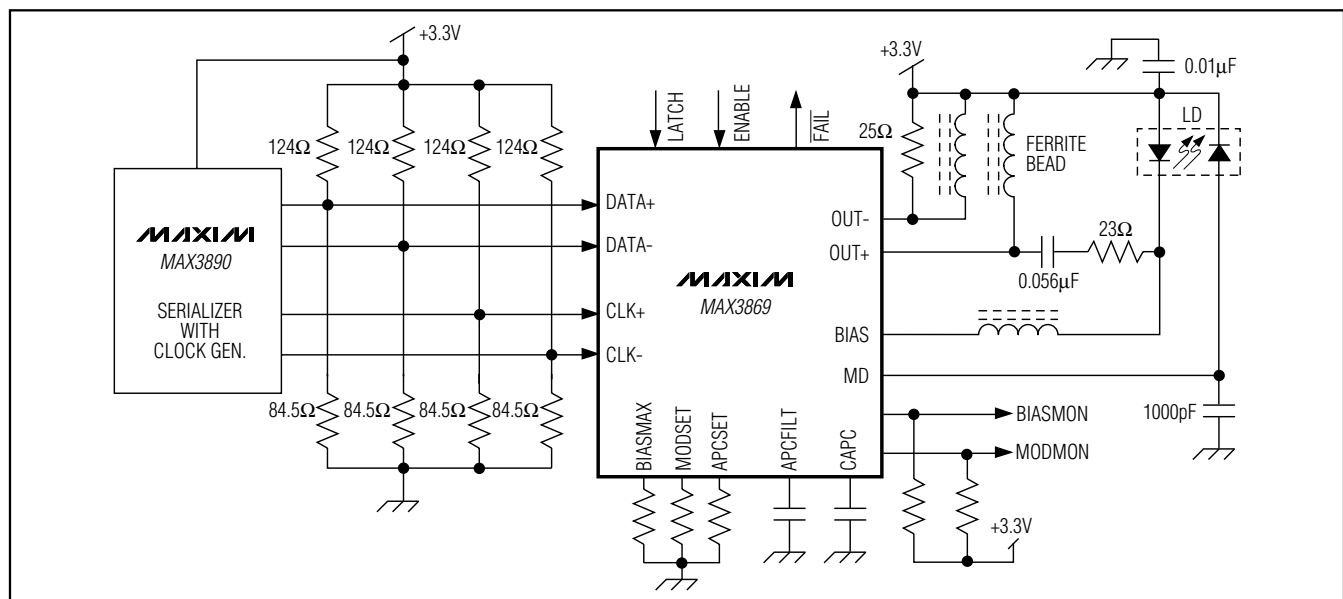 +3.3V
124Ω 124Ω 124Ω 124Ω
MAXIM
MAX3890
SERIALIZER
WITH
CLOCK GEN.
84.5Ω 84.5Ω 84.5Ω 84.5Ω
LATCH
ENABLE
FAIL
DATA+
DATA-
CLK+
CLK-
MAXIM
MAX3869
OUT-
OUT+
BIAS
MD
BIASMAX
MODSET
APCSET
APCFILT
CAPC
+3.3V
25Ω
FERRITE
BEAD
0.01µF
LD
0.056µF
23Ω
1000pF
BIASMON
MODMON
+3.3V